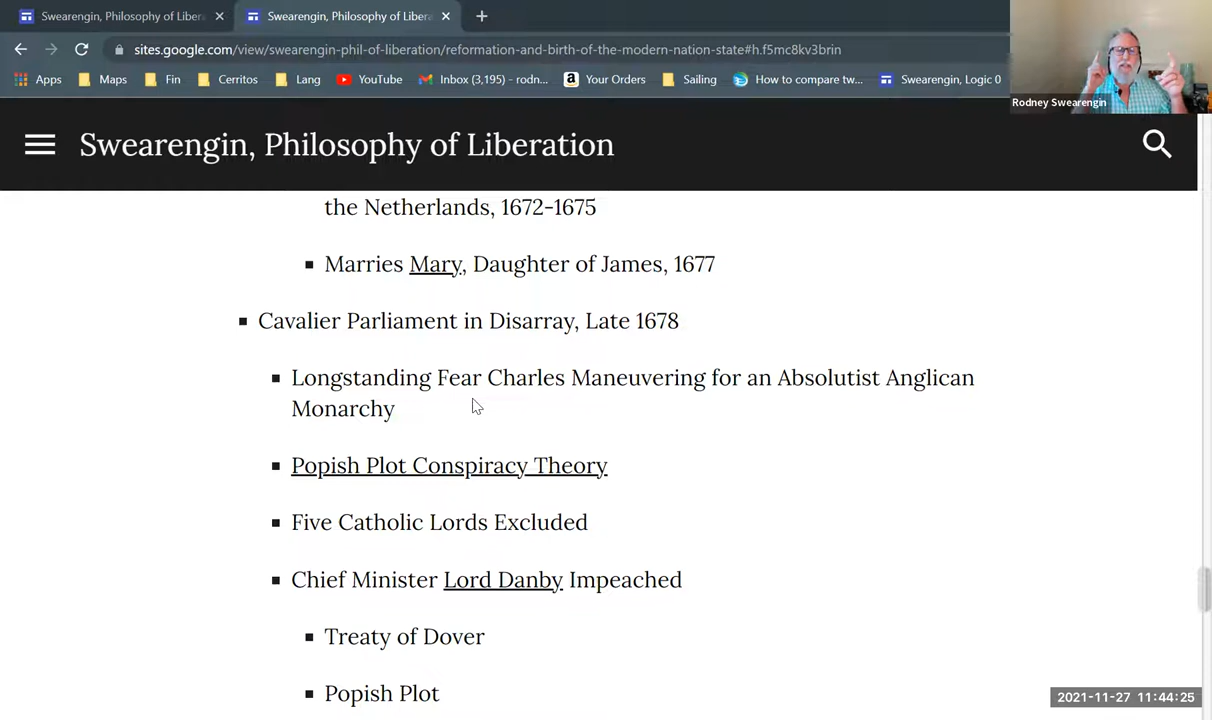 Swearengin, Philosophy of Libera
Swearengin, Philosophy of Libera
sites.google.com/view/swearengin-phil-of-liberation/reformation-and-birth-of-the-modern-nation-state#h.f5mc8kv3brin
Apps Maps Fin Cerritos Lang YouTube Inbox (3,195) - rodn... Your Orders Sailing How to compare tw... Swearengin, Logic 0
Rodney Swearengin
Swearengin, Philosophy of Liberation
the Netherlands, 1672-1675
Marries Mary, Daughter of James, 1677
Cavalier Parliament in Disarray, Late 1678
Longstanding Fear Charles Maneuvering for an Absolutist Anglican
Monarchy
Popish Plot Conspiracy Theory
Five Catholic Lords Excluded
Chief Minister Lord Danby Impeached
Treaty of Dover
Popish Plot
2021-11-27 11:44:25